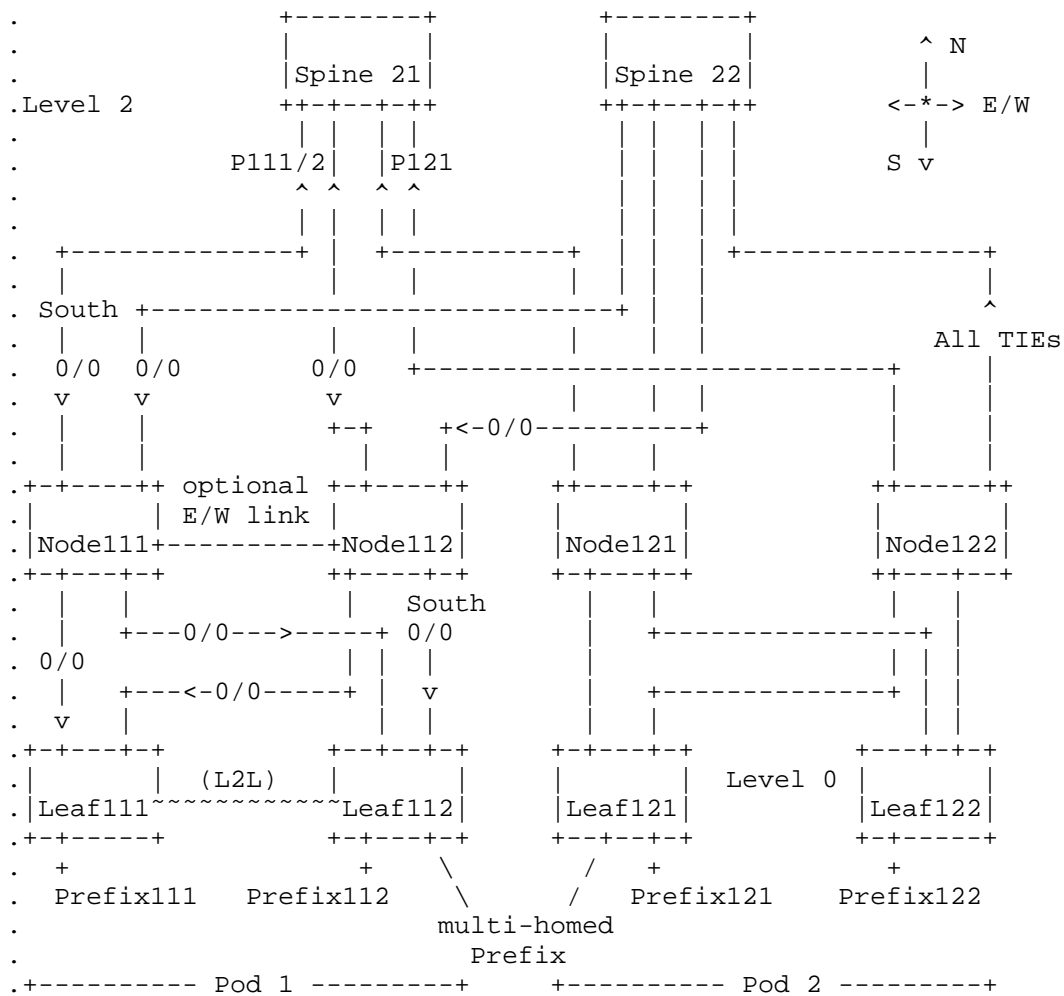 ^ N
Spine 21 Spine 22
Level 2 <-*-> E/W
P111/2 P121 S v
^ ^ ^ ^
South ^
All TIEs
0/0 0/0 0/0
v v v
<-0/0
optional
E/W link
Node111 Node112 Node121 Node122
South
0/0---> 0/0
0/0
<-0/0 v
v
(L2L) Level 0
Leaf111~~~~~~~~~~~~Leaf112 Leaf121 Leaf122
Prefix111 Prefix112 Prefix121 Prefix122
multi-homed
Prefix
Pod 1 Pod 2